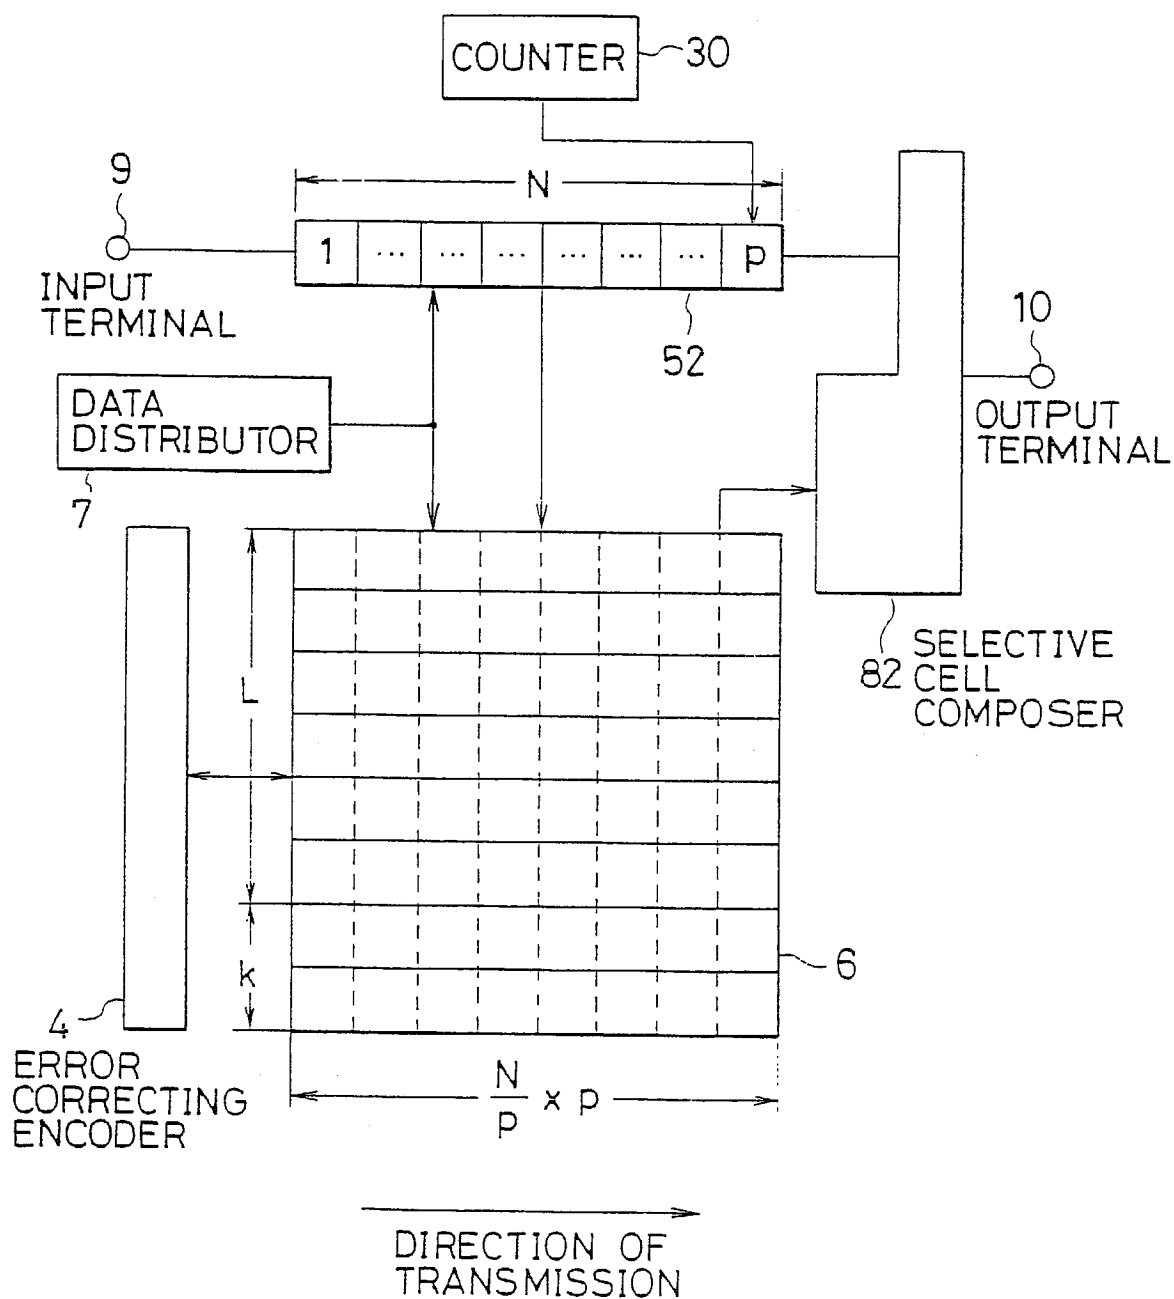 COUNTER
30
N
9
1 ... ... ... ... ... ... p
INPUT
TERMINAL
52
10
OUTPUT
TERMINAL
DATA
DISTRIBUTOR
7
82
SELECTIVE
CELL
COMPOSER
L
k
6
4
ERROR
CORRECTING
ENCODER
N
p
x p
DIRECTION OF
TRANSMISSION